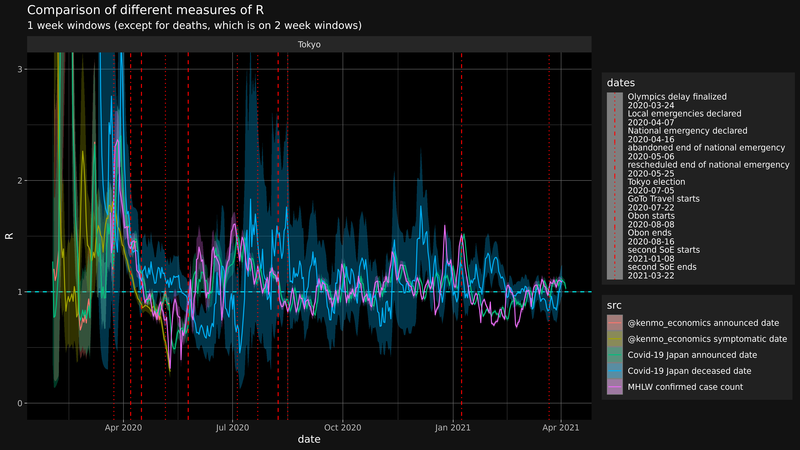 Comparison of different measures of R
1 week windows (except for deaths, which is on 2 week windows)
Tokyo
3
2
1
0
R
Apr 2020
Jul 2020
Oct 2020
Jan 2021
Apr 2021
date
dates
Olympics delay finalized
2020-03-24
Local emergencies declared
2020-04-07
National emergency declared
2020-04-16
abandoned end of national emergency
2020-05-06
rescheduled end of national emergency
2020-05-25
Tokyo election
2020-07-05
GoTo Travel starts
2020-07-22
Obon starts
2020-08-08
Obon ends
2020-08-16
second SoE starts
2021-01-08
second SoE ends
2021-03-22
src
@kenmo_economics announced date
@kenmo_economics symptomatic date
Covid-19 Japan announced date
Covid-19 Japan deceased date
MHLW confirmed case count